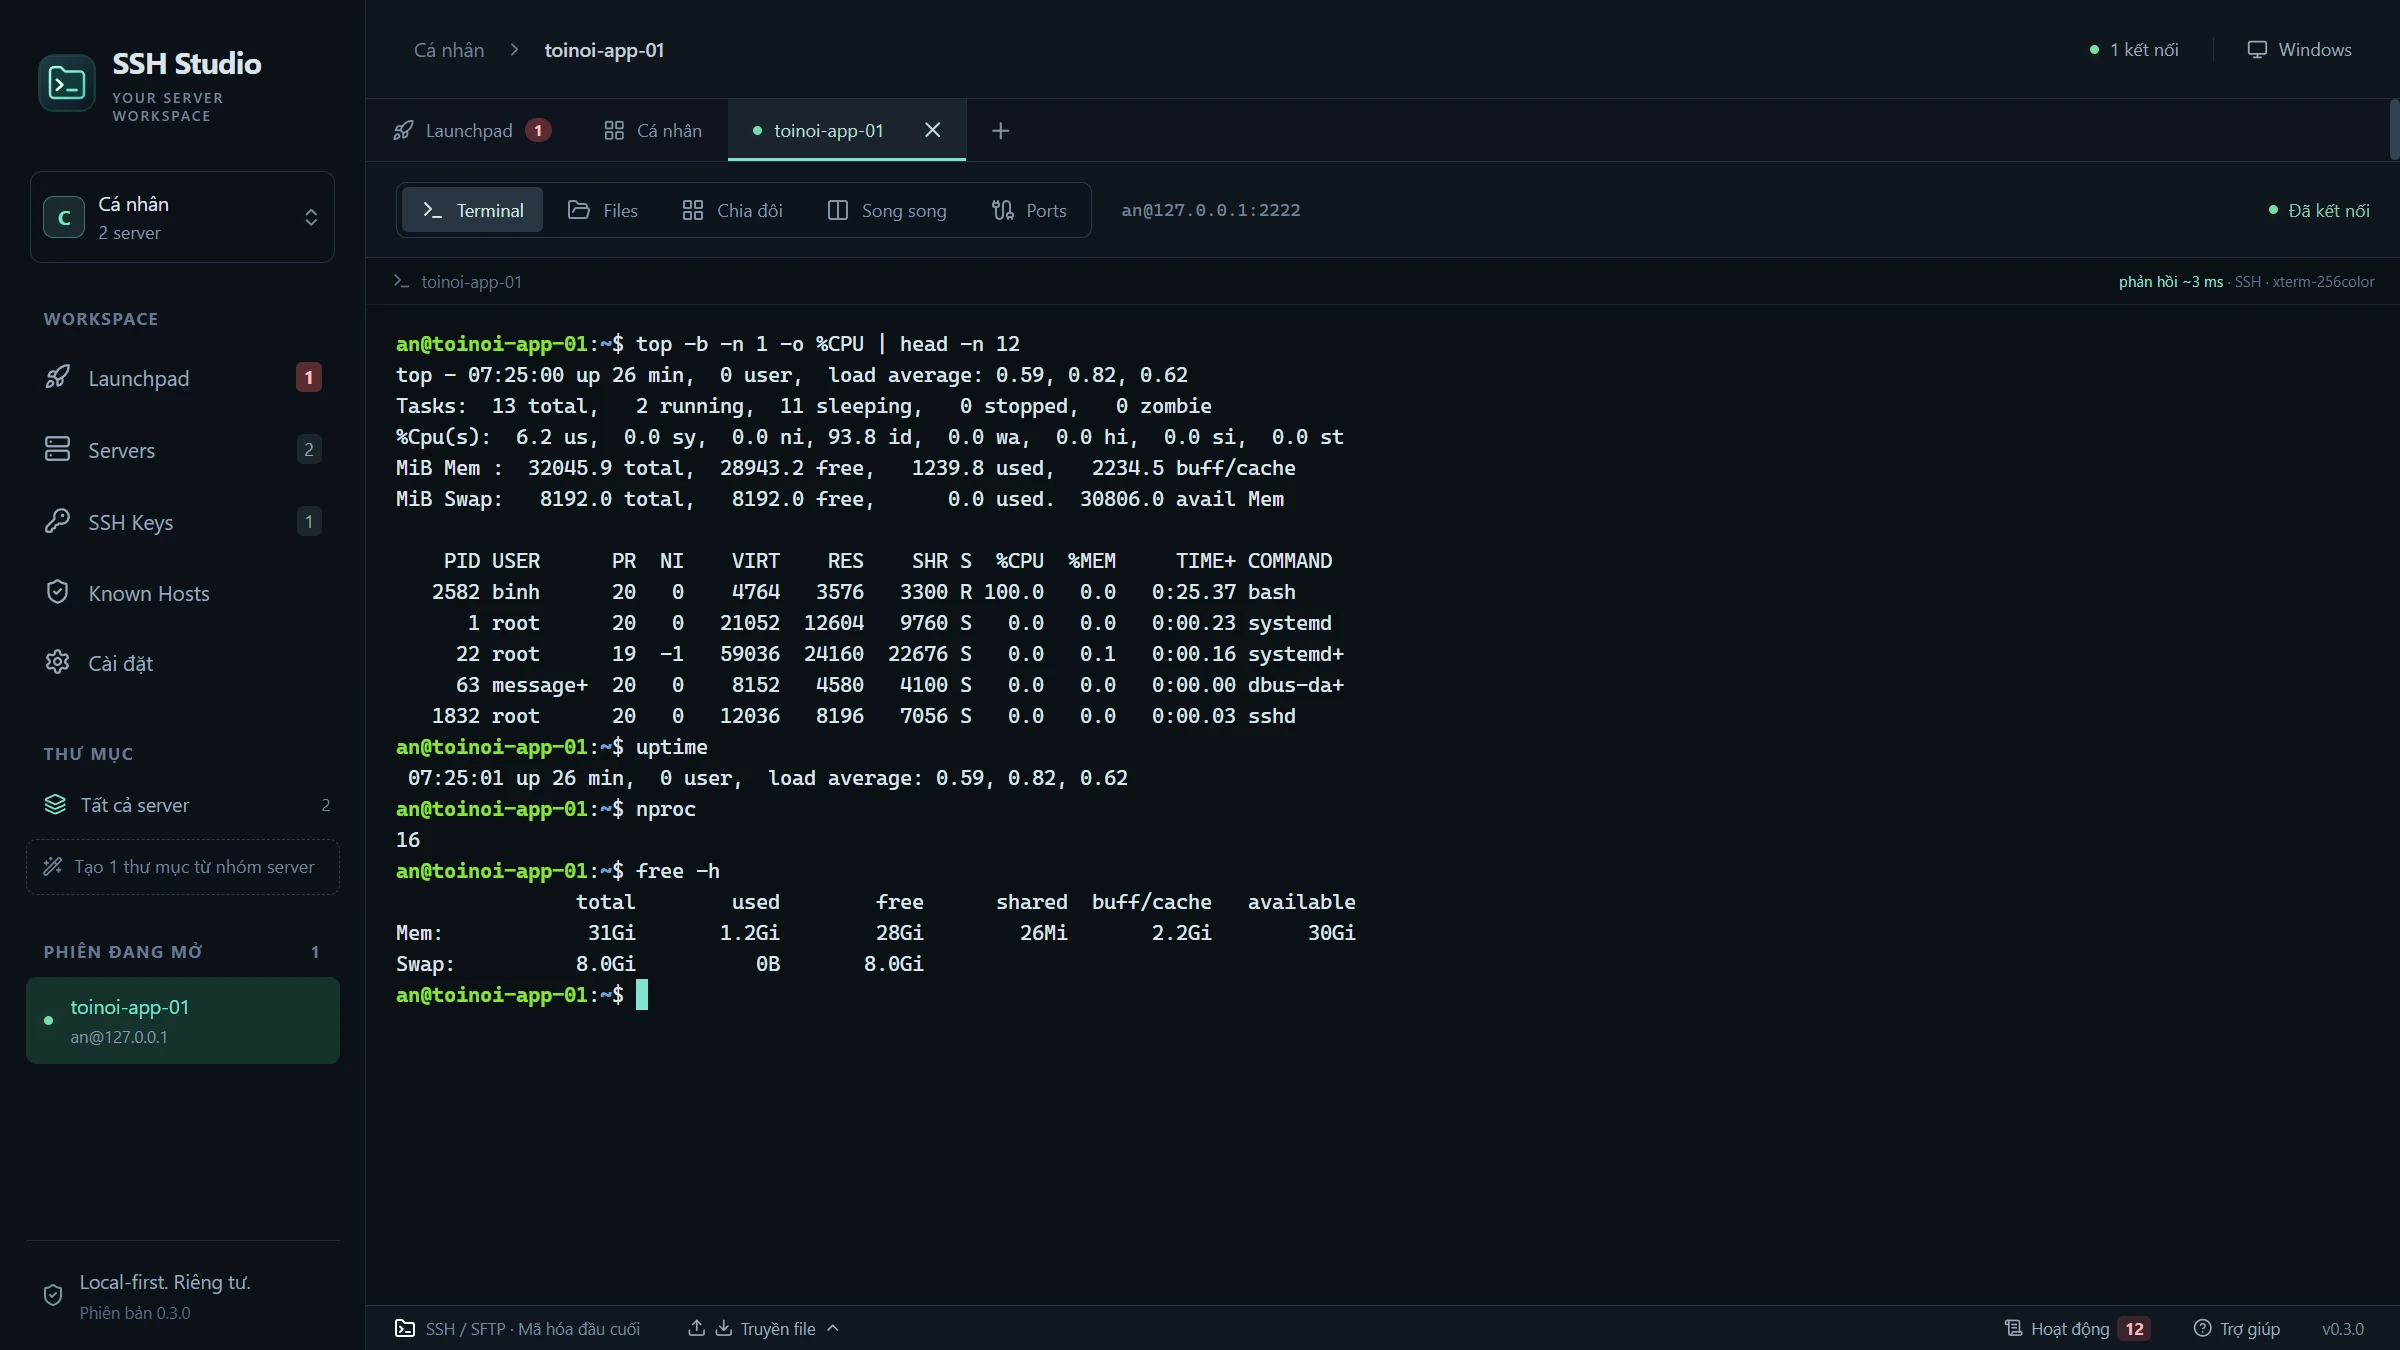 SSH Studio
YOUR SERVER
WORKSPACE
C
Cá nhân
2 server
WORKSPACE
Launchpad 1
Servers 2
SSH Keys 1
Known Hosts
Cài đặt
THƯ MỤC
Tất cả server 2
Tạo 1 thư mục từ nhóm server
PHIÊN ĐANG MỞ 1
toinoi-app-01
an@127.0.0.1
Local-first. Riêng tư.
Phiên bản 0.3.0
Cá nhân > toinoi-app-01
1 kết nối
Windows
Launchpad 1
Cá nhân
toinoi-app-01
Terminal
Files
Chia đôi
Song song
Ports
an@127.0.0.1:2222
Đã kết nối
toinoi-app-01
phản hồi ~3 ms · SSH · xterm-256color
an@toinoi-app-01:~$ top -b -n 1 -o %CPU | head -n 12
top - 07:25:00 up 26 min,  0 user,  load average: 0.59, 0.82, 0.62
Tasks:  13 total,   2 running,  11 sleeping,   0 stopped,   0 zombie
%Cpu(s):  6.2 us,  0.0 sy,  0.0 ni, 93.8 id,  0.0 wa,  0.0 hi,  0.0 si,  0.0 st
MiB Mem :  32045.9 total,  28943.2 free,   1239.8 used,   2234.5 buff/cache
MiB Swap:   8192.0 total,   8192.0 free,      0.0 used.  30806.0 avail Mem
    PID USER      PR  NI    VIRT    RES    SHR S  %CPU  %MEM     TIME+ COMMAND
   2582 binh      20   0    4764   3576   3300 R 100.0   0.0   0:25.37 bash
      1 root      20   0   21052  12604   9760 S   0.0   0.0   0:00.23 systemd
     22 root      19  -1   59036  24160  22676 S   0.0   0.1   0:00.16 systemd+
     63 message+  20   0    8152   4580   4100 S   0.0   0.0   0:00.00 dbus-da+
   1832 root      20   0   12036   8196   7056 S   0.0   0.0   0:00.03 sshd
an@toinoi-app-01:~$ uptime
 07:25:01 up 26 min,  0 user,  load average: 0.59, 0.82, 0.62
an@toinoi-app-01:~$ nproc
16
an@toinoi-app-01:~$ free -h
               total        used        free      shared  buff/cache   available
Mem:            31Gi       1.2Gi        28Gi        26Mi       2.2Gi        30Gi
Swap:          8.0Gi          0B       8.0Gi
an@toinoi-app-01:~$
SSH / SFTP · Mã hóa đầu cuối
Truyền file
Hoạt động 12
Trợ giúp
v0.3.0